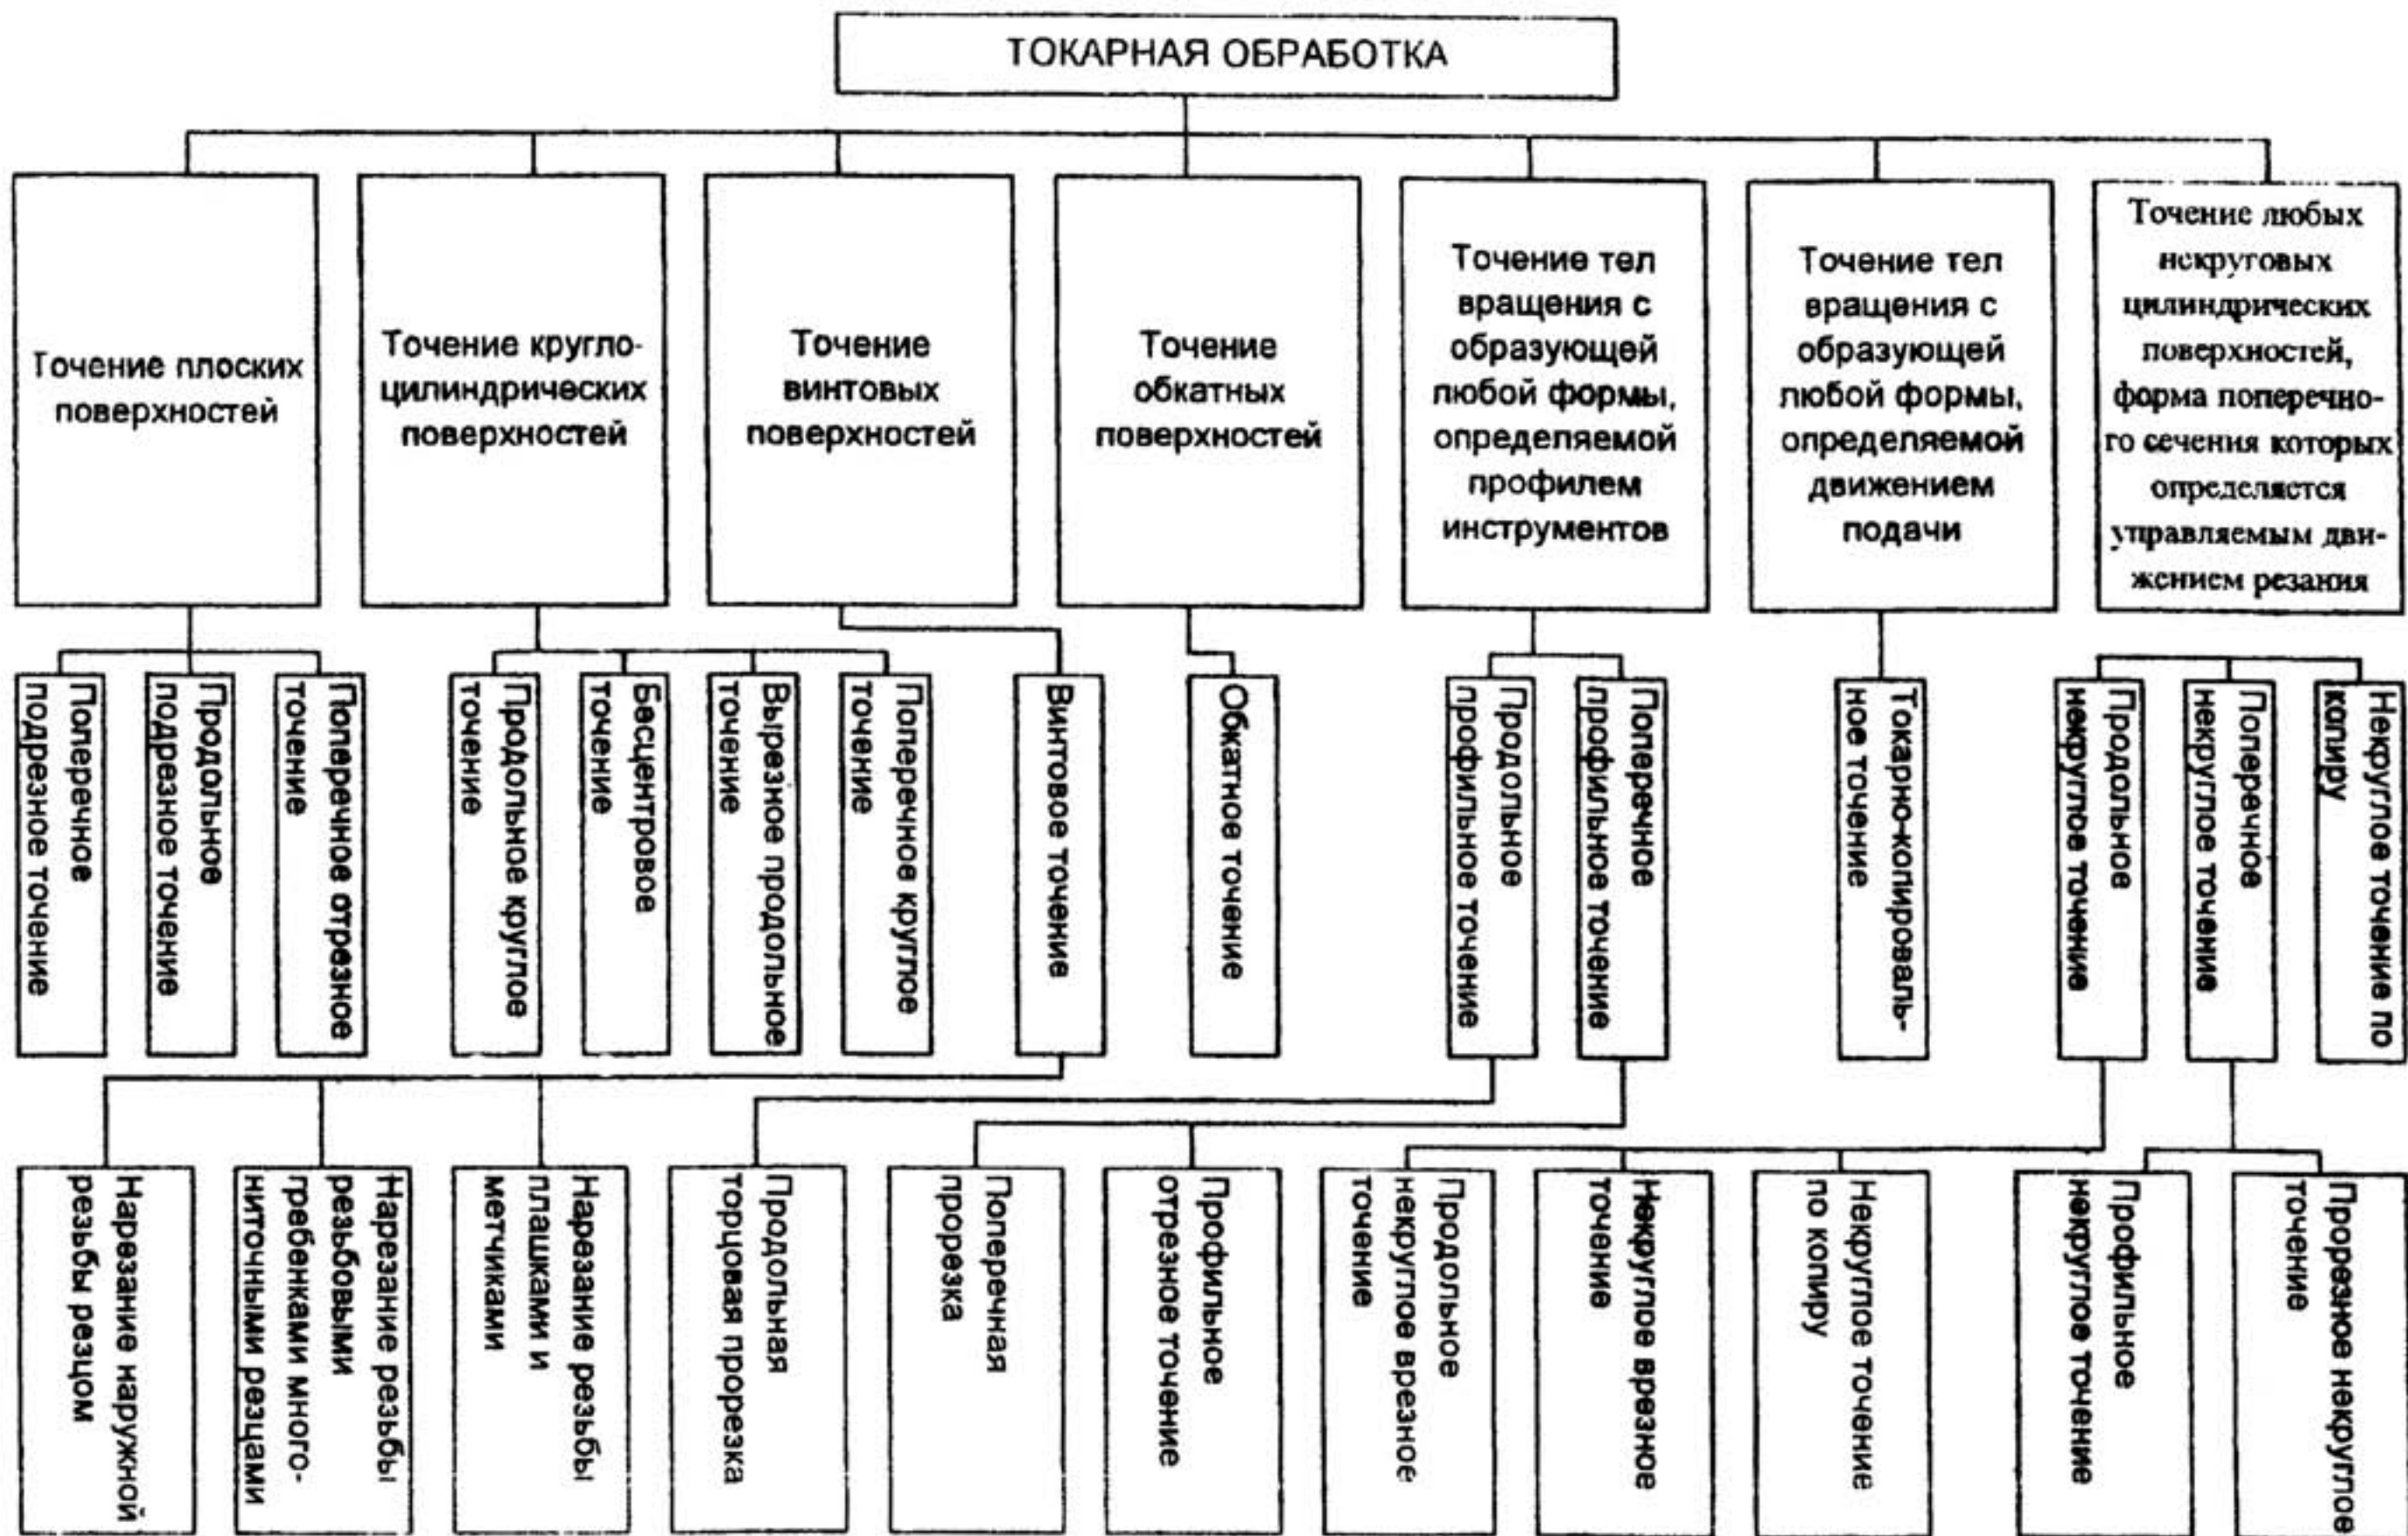 ТОКАРНАЯ ОБРАБОТКА
Точение плоских
поверхностей
Точение кругло-
цилиндрических
поверхностей
Точение
винтовых
поверхностей
Точение
обкатных
поверхностей
Точение тел
вращения с
образующей
любой формы,
определяемой
профилем
инструментов
Точение тел
вращения с
образующей
любой формы,
определяемой
движением
подачи
Точение любых
некруговых
цилиндрических
поверхностей,
форма поперечно-
го сечения которых
определяется
управляемым дви-
жением резания
Поперечное
подрезное точение
Продольное
подрезное точение
Поперечное отрезное
точение
Продольное круглое
точение
Бесцентровое
точение
Вырезное продольное
точение
Поперечное круглое
точение
Винтовое точение
Обкатное точение
Продольное
профильное точение
Поперечное
профильное точение
Токарно-копироваль-
ное точение
Продольное
некруглое точение
Поперечное
некруглое точение
Некруглое точение по
копиру
Нарезание наружной
резьбы резцом
Нарезание резьбы
резьбовыми
гребенками много-
ниточными резцами
Нарезание резьбы
плашками и
метчиками
Продольная
торцовая прорезка
Поперечная
прорезка
Профильное
отрезное точение
Продольное
некруглое врезное
точение
Некруглое врезное
точение
Некруглое точение
по копиру
Профильное
некруглое точение
Прорезное некруглое
точение